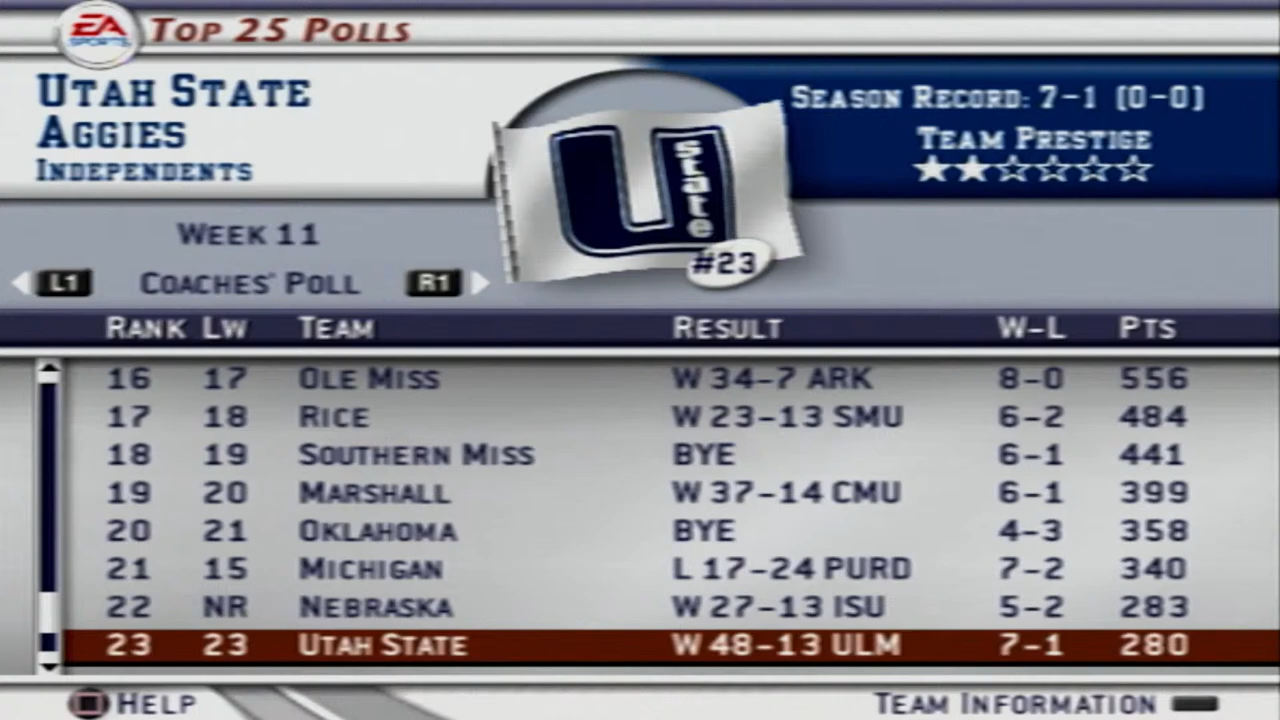 EA SPORTS Top 25 Polls
Utah State
Aggies
Independents
Season Record: 7-1 (0-0)
Team Prestige
U State
#23
Week 11
L1 Coaches' Poll R1
Rank Lw Team Result W-L Pts
16 17 Ole Miss W 34-7 ARK 8-0 556
17 18 Rice W 23-13 SMU 6-2 484
18 19 Southern Miss BYE 6-1 441
19 20 Marshall W 37-14 CMU 6-1 399
20 21 Oklahoma BYE 4-3 358
21 15 Michigan L 17-24 PURD 7-2 340
22 NR Nebraska W 27-13 ISU 5-2 283
23 23 Utah State W 48-13 ULM 7-1 280
Help Team Information